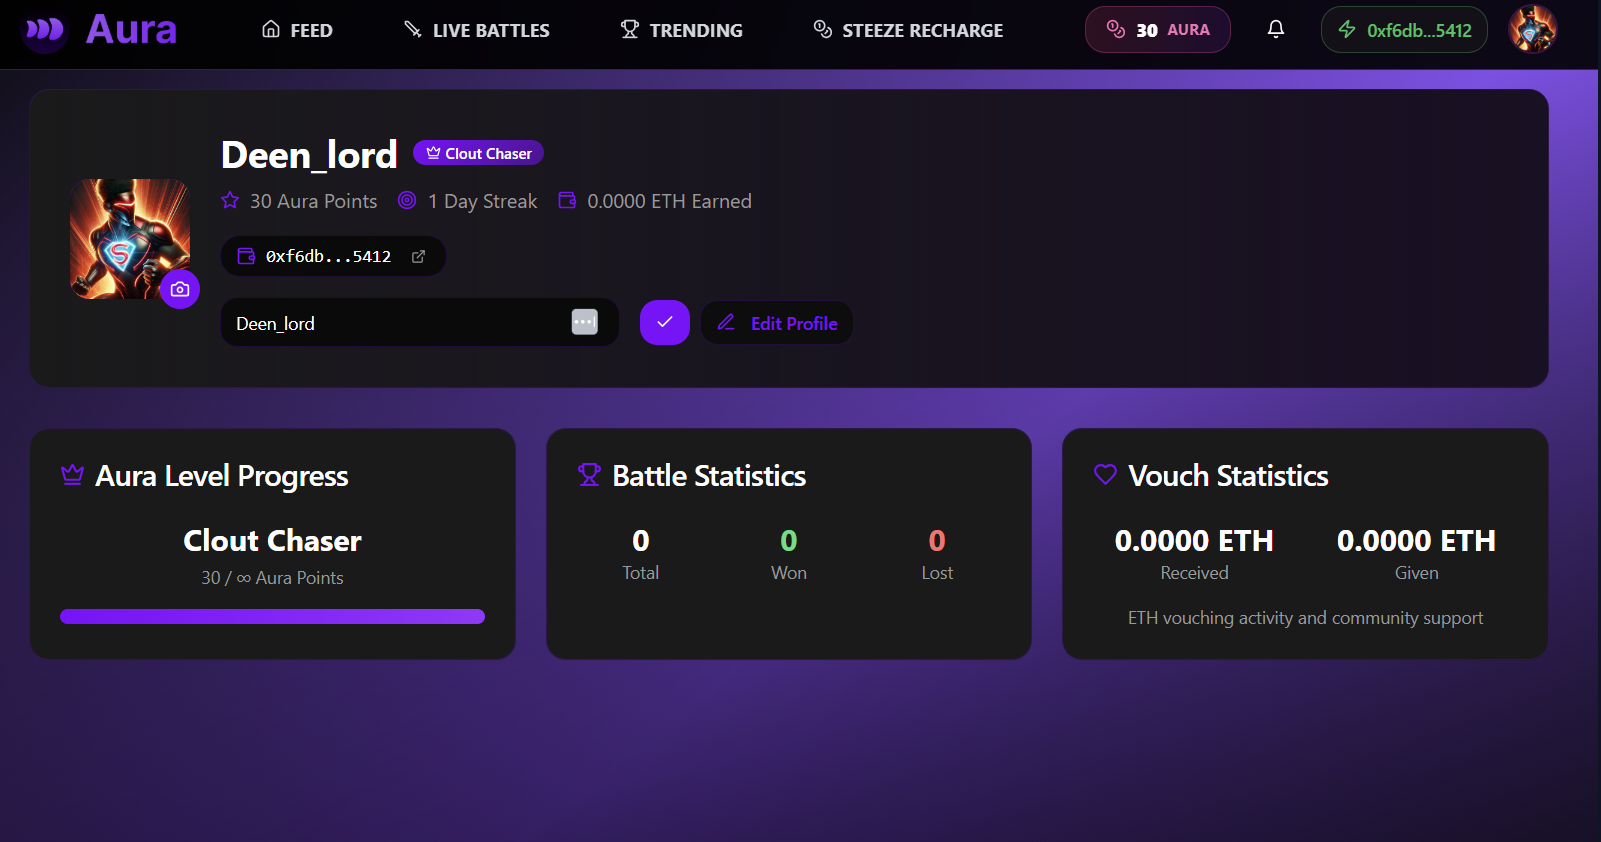 Aura
FEED
LIVE BATTLES
TRENDING
STEEZE RECHARGE
30 AURA
0xf6db...5412
Deen_lord
Clout Chaser
30 Aura Points
1 Day Streak
0.0000 ETH Earned
0xf6db...5412
Deen_lord
Edit Profile
Aura Level Progress
Clout Chaser
30 / ∞ Aura Points
Battle Statistics
0 0 0
Total Won Lost
Vouch Statistics
0.0000 ETH 0.0000 ETH
Received Given
ETH vouching activity and community support